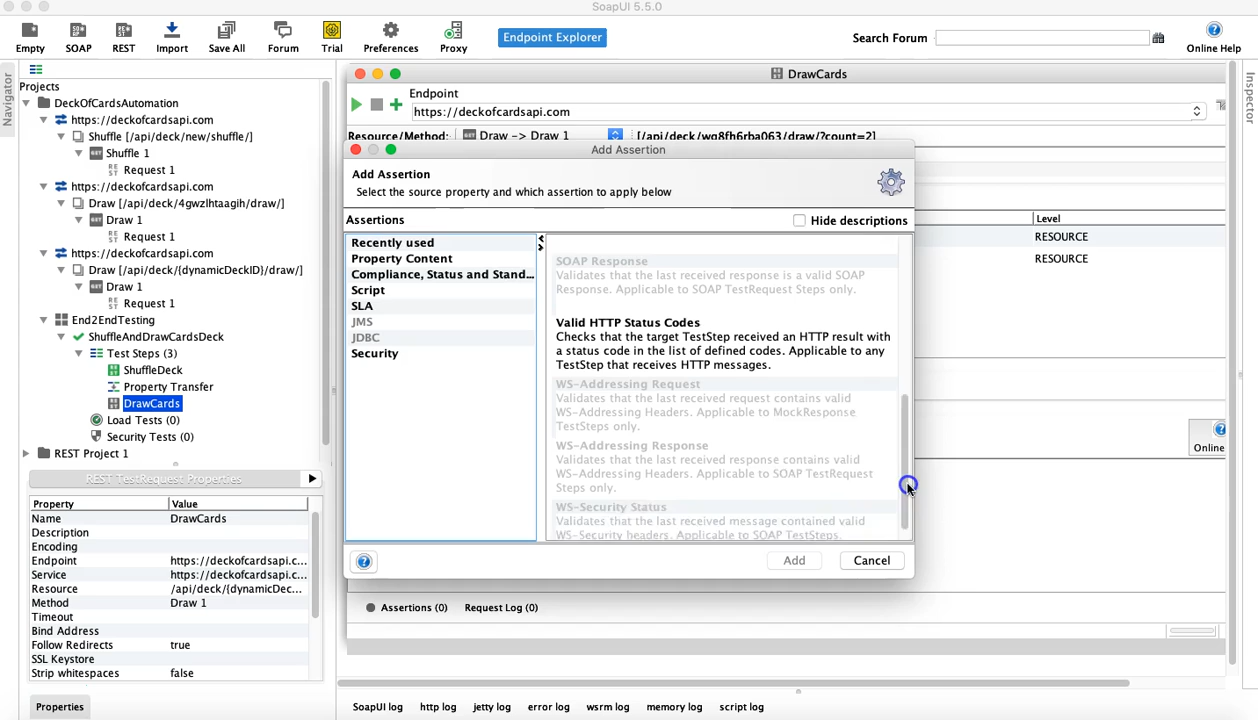 SoapUI 5.5.0
Empty
SOAP
REST
Import
Save All
Forum
Trial
Preferences
Proxy
Endpoint Explorer
Search Forum
Online Help
Navigator
Projects
DeckOfCardsAutomation
https://deckofcardsapi.com
Shuffle [/api/deck/new/shuffle/]
Shuffle 1
Request 1
https://deckofcardsapi.com
Draw [/api/deck/4gwzlhtaagih/draw/]
Draw 1
Request 1
https://deckofcardsapi.com
Draw [/api/deck/{dynamicDeckID}/draw/]
Draw 1
Request 1
End2EndTesting
ShuffleAndDrawCardsDeck
Test Steps (3)
ShuffleDeck
Property Transfer
DrawCards
Load Tests (0)
Security Tests (0)
REST Project 1
REST TestRequest Properties
Property Value
Name DrawCards
Description
Encoding
Endpoint https://deckofcardsapi.c...
Service https://deckofcardsapi.c...
Resource /api/deck/{dynamicDec...
Method Draw 1
Timeout
Bind Address
Follow Redirects true
SSL Keystore
Strip whitespaces false
Properties
DrawCards
Endpoint
https://deckofcardsapi.com
Resource/Method: Draw -> Draw 1 [/api/deck/wo8fh6rba063/draw/?count=2]
Level
RESOURCE
RESOURCE
Online
Add Assertion
Add Assertion
Select the source property and which assertion to apply below
Assertions
Hide descriptions
Recently used
Property Content
Compliance, Status and Stand...
Script
SLA
JMS
JDBC
Security
SOAP Response
Validates that the last received response is a valid SOAP
Response. Applicable to SOAP TestRequest Steps only.
Valid HTTP Status Codes
Checks that the target TestStep received an HTTP result with
a status code in the list of defined codes. Applicable to any
TestStep that receives HTTP messages.
WS-Addressing Request
Validates that the last received request contains valid
WS-Addressing Headers. Applicable to MockResponse
TestSteps only.
WS-Addressing Response
Validates that the last received response contains valid
WS-Addressing Headers. Applicable to SOAP TestRequest
Steps only.
WS-Security Status
Validates that the last received message contained valid
WS-Security headers. Applicable to SOAP TestSteps.
Add
Cancel
Assertions (0)
Request Log (0)
SoapUI log
http log
jetty log
error log
wsrm log
memory log
script log
Inspector